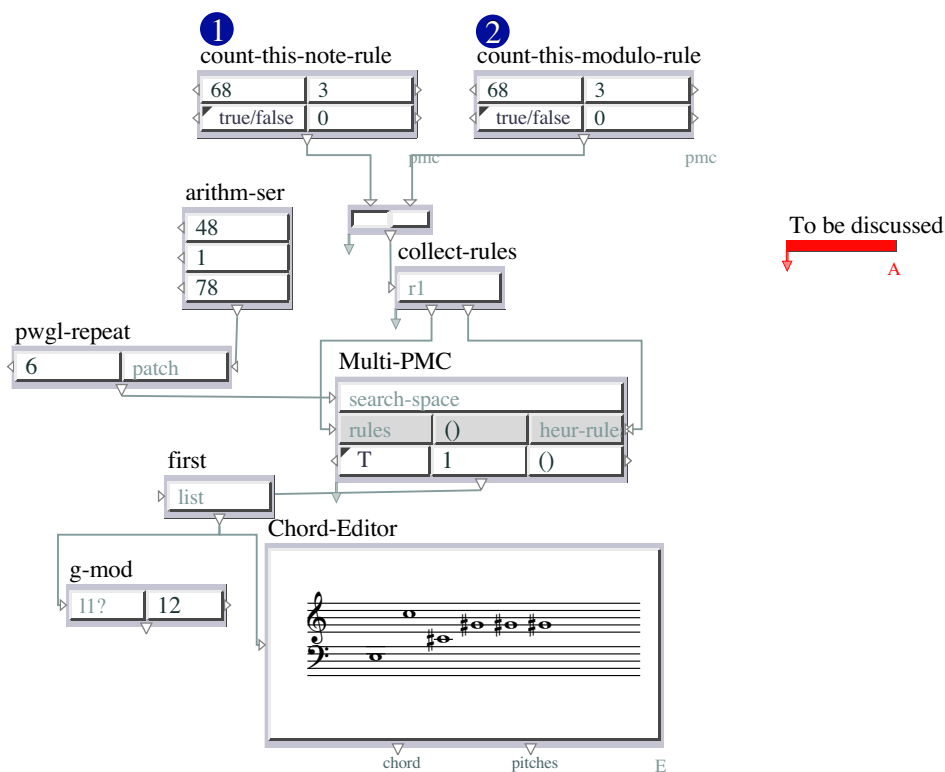 1
2
count-this-note-rule
count-this-modulo-rule
68 3
68 3
true/false 0
true/false 0
pmc
pmc
arithm-ser
48
1
78
To be discussed
A
collect-rules
r1
pwgl-repeat
6 patch
Multi-PMC
search-space
rules () heur-rule
T 1 ()
first
list
Chord-Editor
g-mod
l1? 12
chord pitches E